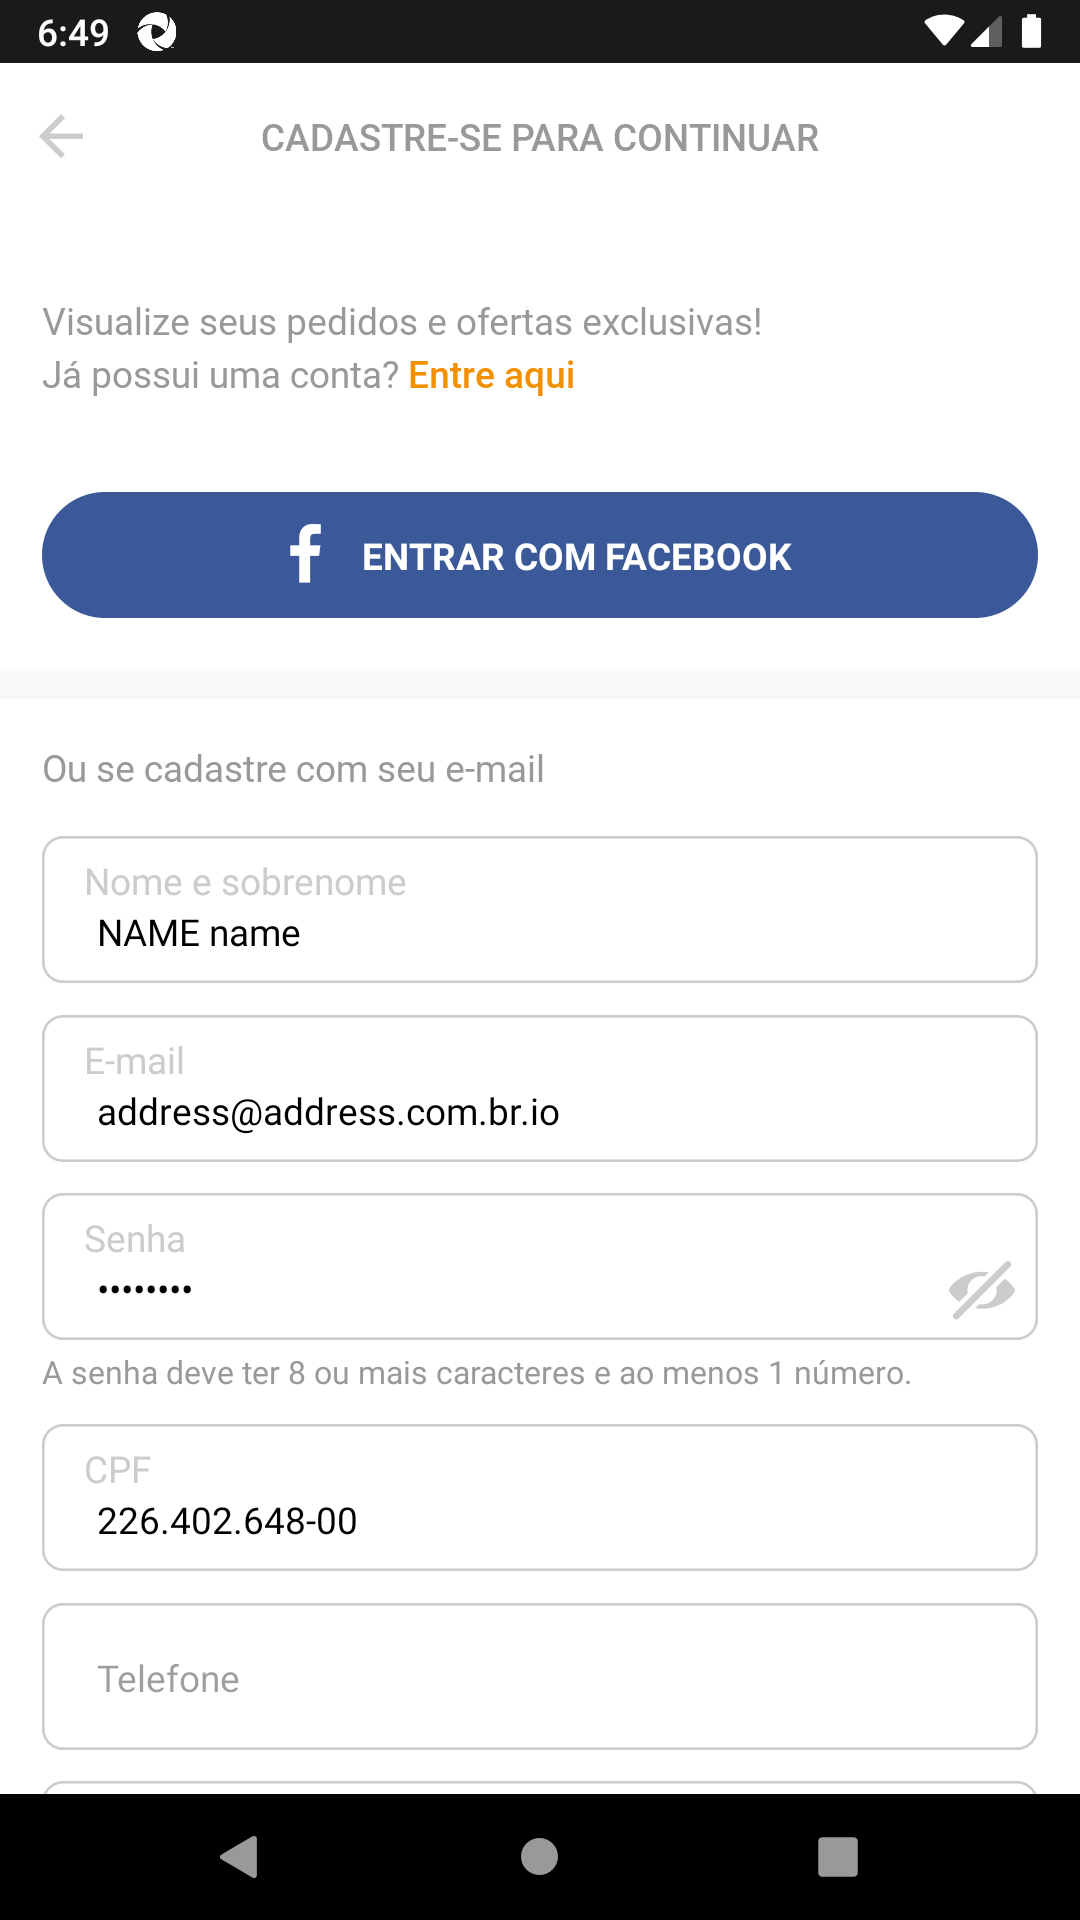 6:49
CADASTRE-SE PARA CONTINUAR
Visualize seus pedidos e ofertas exclusivas!
Já possui uma conta? Entre aqui
ENTRAR COM FACEBOOK
Ou se cadastre com seu e-mail
Nome e sobrenome
NAME name
E-mail
address@address.com.br.io
Senha
••••••••
A senha deve ter 8 ou mais caracteres e ao menos 1 número.
CPF
226.402.648-00
Telefone